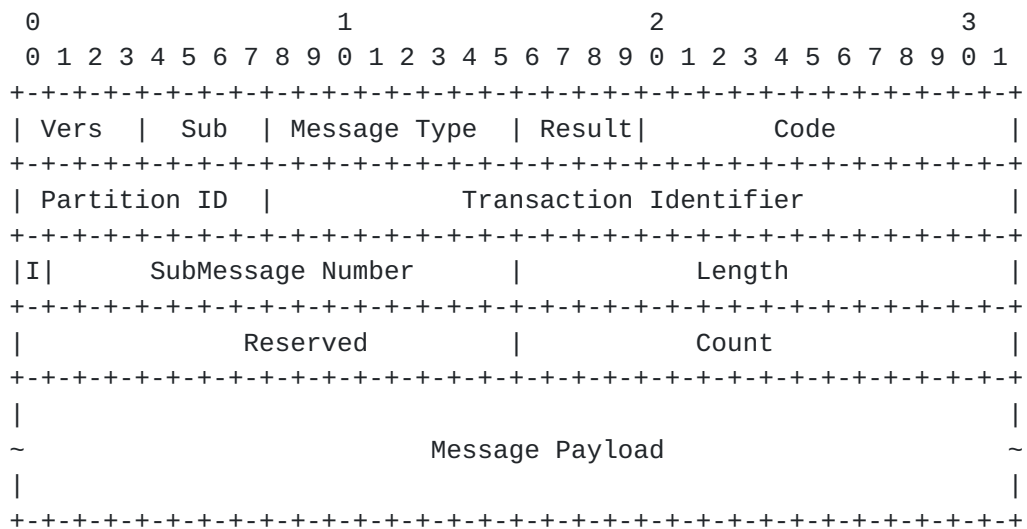 0                   1                   2                   3
 0 1 2 3 4 5 6 7 8 9 0 1 2 3 4 5 6 7 8 9 0 1 2 3 4 5 6 7 8 9 0 1
+-+-+-+-+-+-+-+-+-+-+-+-+-+-+-+-+-+-+-+-+-+-+-+-+-+-+-+-+-+-+-+-+
| Vers  |  Sub  | Message Type  | Result|        Code           |
+-+-+-+-+-+-+-+-+-+-+-+-+-+-+-+-+-+-+-+-+-+-+-+-+-+-+-+-+-+-+-+-+
| Partition ID  |            Transaction Identifier             |
+-+-+-+-+-+-+-+-+-+-+-+-+-+-+-+-+-+-+-+-+-+-+-+-+-+-+-+-+-+-+-+-+
|I|      SubMessage Number      |           Length              |
+-+-+-+-+-+-+-+-+-+-+-+-+-+-+-+-+-+-+-+-+-+-+-+-+-+-+-+-+-+-+-+-+
|              Reserved         |           Count               |
+-+-+-+-+-+-+-+-+-+-+-+-+-+-+-+-+-+-+-+-+-+-+-+-+-+-+-+-+-+-+-+-+
|                                                               |
~                          Message Payload                      ~
|                                                               |
+-+-+-+-+-+-+-+-+-+-+-+-+-+-+-+-+-+-+-+-+-+-+-+-+-+-+-+-+-+-+-+-+